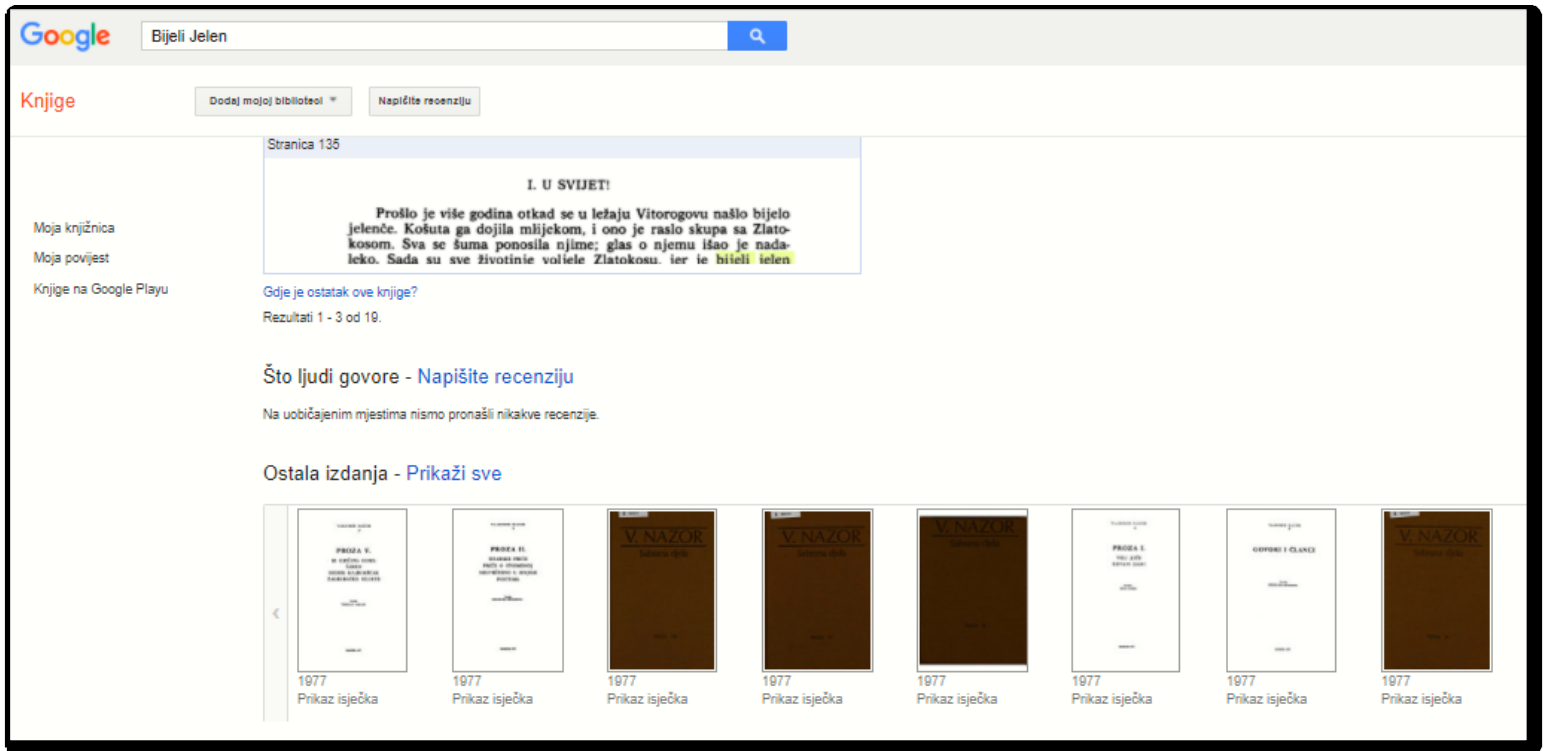 Google
Bijeli Jelen
Knjige
Dodaj mojoj biblioteci
Napišite recenziju
Stranica 135
I. U SVIJET!
Prošlo je više godina otkad se u ležaju Vitorogovu našlo bijelo
jelenče. Košuta ga dojila mlijekom, i ono je raslo skupa sa Zlato-
kosom. Sva se šuma ponosila njime; glas o njemu išao je nada-
leko. Sada su sve životinje voljele Zlatokosu, jer je bijeli jelen
Moja knjižnica
Moja povijest
Knjige na Google Playu
Gdje je ostatak ove knjige?
Rezultati 1 - 3 od 19.
Što ljudi govore - Napišite recenziju
Na uobičajenim mjestima nismo pronašli nikakve recenzije.
Ostala izdanja - Prikaži sve
PROZA V.
PROZA II.
V. NAZOR
Sabrana djela
V. NAZOR
Sabrana djela
V. NAZOR
Sabrana djela
PROZA I.
GOVORI I ČLANCI
V. NAZOR
Sabrana djela
1977 1977 1977 1977 1977 1977 1977 1977
Prikaz isječka Prikaz isječka Prikaz isječka Prikaz isječka Prikaz isječka Prikaz isječka Prikaz isječka Prikaz isječka